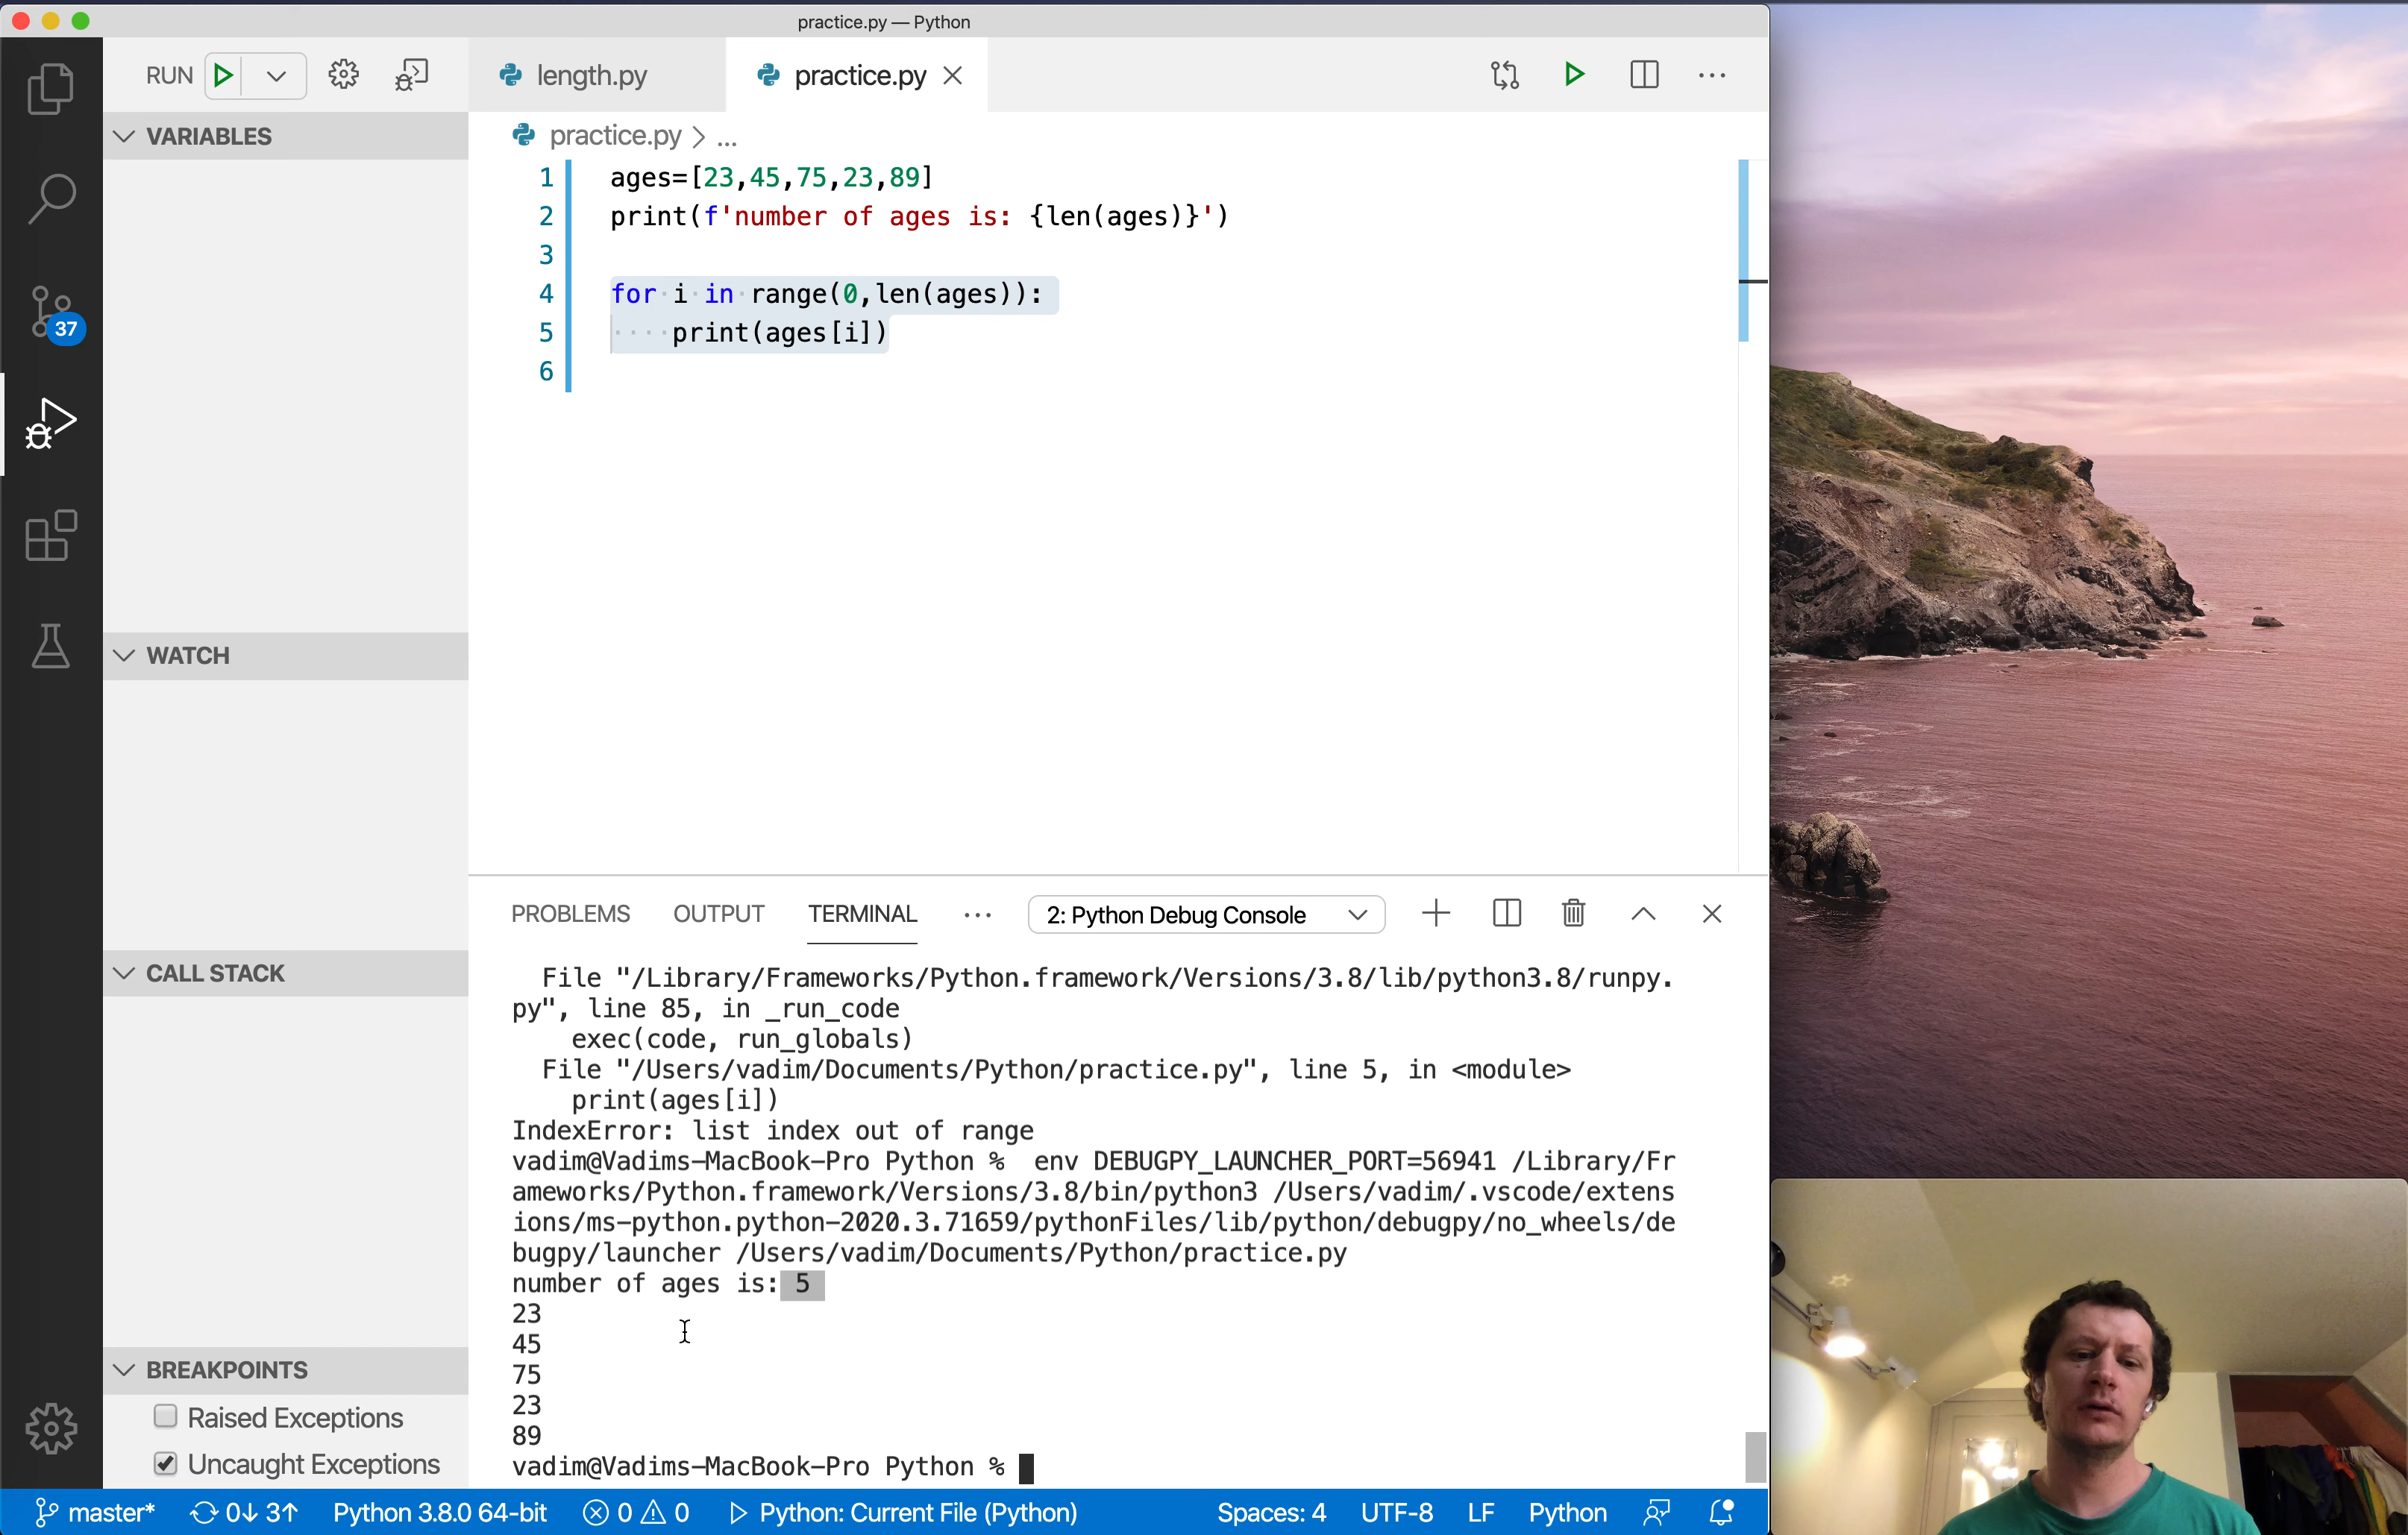 practice.py — Python
RUN
length.py
practice.py
VARIABLES
practice.py > ...
1 ages=[23,45,75,23,89]
2 print(f'number of ages is: {len(ages)}')
3
4 for i in range(0,len(ages)):
5 print(ages[i])
6
37
WATCH
CALL STACK
BREAKPOINTS
Raised Exceptions
Uncaught Exceptions
PROBLEMS OUTPUT TERMINAL ... 2: Python Debug Console
File "/Library/Frameworks/Python.framework/Versions/3.8/lib/python3.8/runpy.
py", line 85, in _run_code
exec(code, run_globals)
File "/Users/vadim/Documents/Python/practice.py", line 5, in <module>
print(ages[i])
IndexError: list index out of range
vadim@Vadims-MacBook-Pro Python % env DEBUGPY_LAUNCHER_PORT=56941 /Library/Fr
ameworks/Python.framework/Versions/3.8/bin/python3 /Users/vadim/.vscode/extens
ions/ms-python.python-2020.3.71659/pythonFiles/lib/python/debugpy/no_wheels/de
bugpy/launcher /Users/vadim/Documents/Python/practice.py
number of ages is: 5
23
45
75
23
89
vadim@Vadims-MacBook-Pro Python %
master* 0↓ 3↑ Python 3.8.0 64-bit 0 0 Python: Current File (Python) Spaces: 4 UTF-8 LF Python